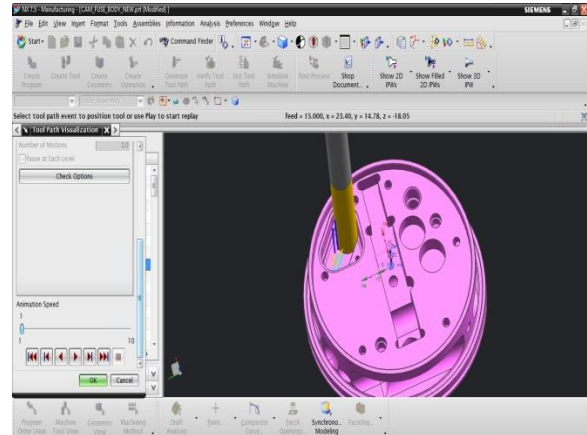 NX 7.5 - Manufacturing - [CAM_FUSE_BODY_NEW.prt (Modified) ]
SIEMENS
File Edit View Insert Format Tools Assemblies Information Analysis Preferences Window Help
Start
Command Finder
Create Program
Create Tool
Create Geometry
Create Operation
Generate Tool Path
Verify Tool Path
List Tool Path
Simulate Machine
Post Process
Shop Document...
Show 2D IPWs
Show Filled 2D IPWs
Show 3D IPW
Entire Assembly
Select tool path event to position tool or use Play to start replay
feed = 15.000, x = 23.40, y = 14.78, z = -18.05
Tool Path Visualization
Number of Motions
10
Pause at Each Level
Check Options
Animation Speed
1
1
10
OK
Cancel
Program Order View
Machine Tool View
Geometry View
Machining Method
Draft Analysis
Point...
Composite Curve...
Patch Openings...
Synchrono... Modeling
Faceting...